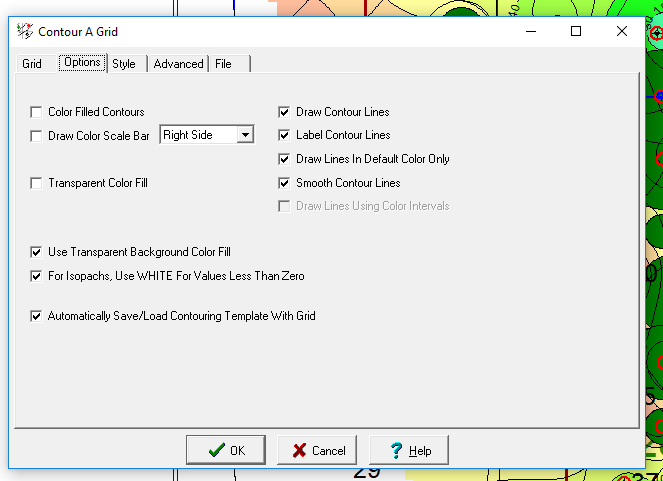 Contour A Grid
Grid Options Style Advanced File
Color Filled Contours
Draw Color Scale Bar Right Side
Transparent Color Fill
Draw Contour Lines
Label Contour Lines
Draw Lines In Default Color Only
Smooth Contour Lines
Draw Lines Using Color Intervals
Use Transparent Background Color Fill
For Isopachs, Use WHITE For Values Less Than Zero
Automatically Save/Load Contouring Template With Grid
OK Cancel Help
29